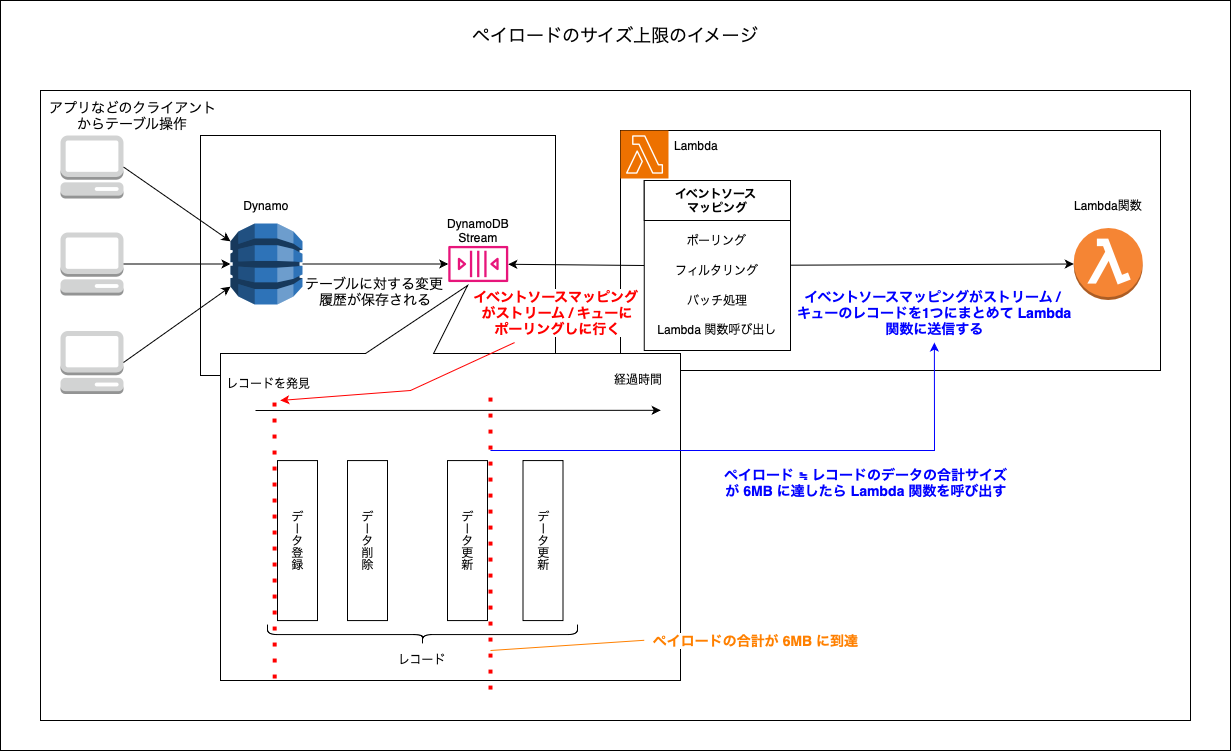 ペイロードのサイズ上限のイメージ
アプリなどのクライアント
からテーブル操作
Dynamo
DynamoDB
Stream
テーブルに対する変更
履歴が保存される
Lambda
イベントソース
マッピング
ポーリング
フィルタリング
バッチ処理
Lambda 関数呼び出し
Lambda関数
イベントソースマッピング
がストリーム / キューに
ポーリングしに行く
イベントソースマッピングがストリーム /
キューのレコードを1つにまとめて Lambda
関数に送信する
レコードを発見
経過時間
データ登録
データ削除
データ更新
データ更新
レコード
ペイロード ≒ レコードのデータの合計サイズ
が 6MB に達したら Lambda 関数を呼び出す
ペイロードの合計が 6MB に到達